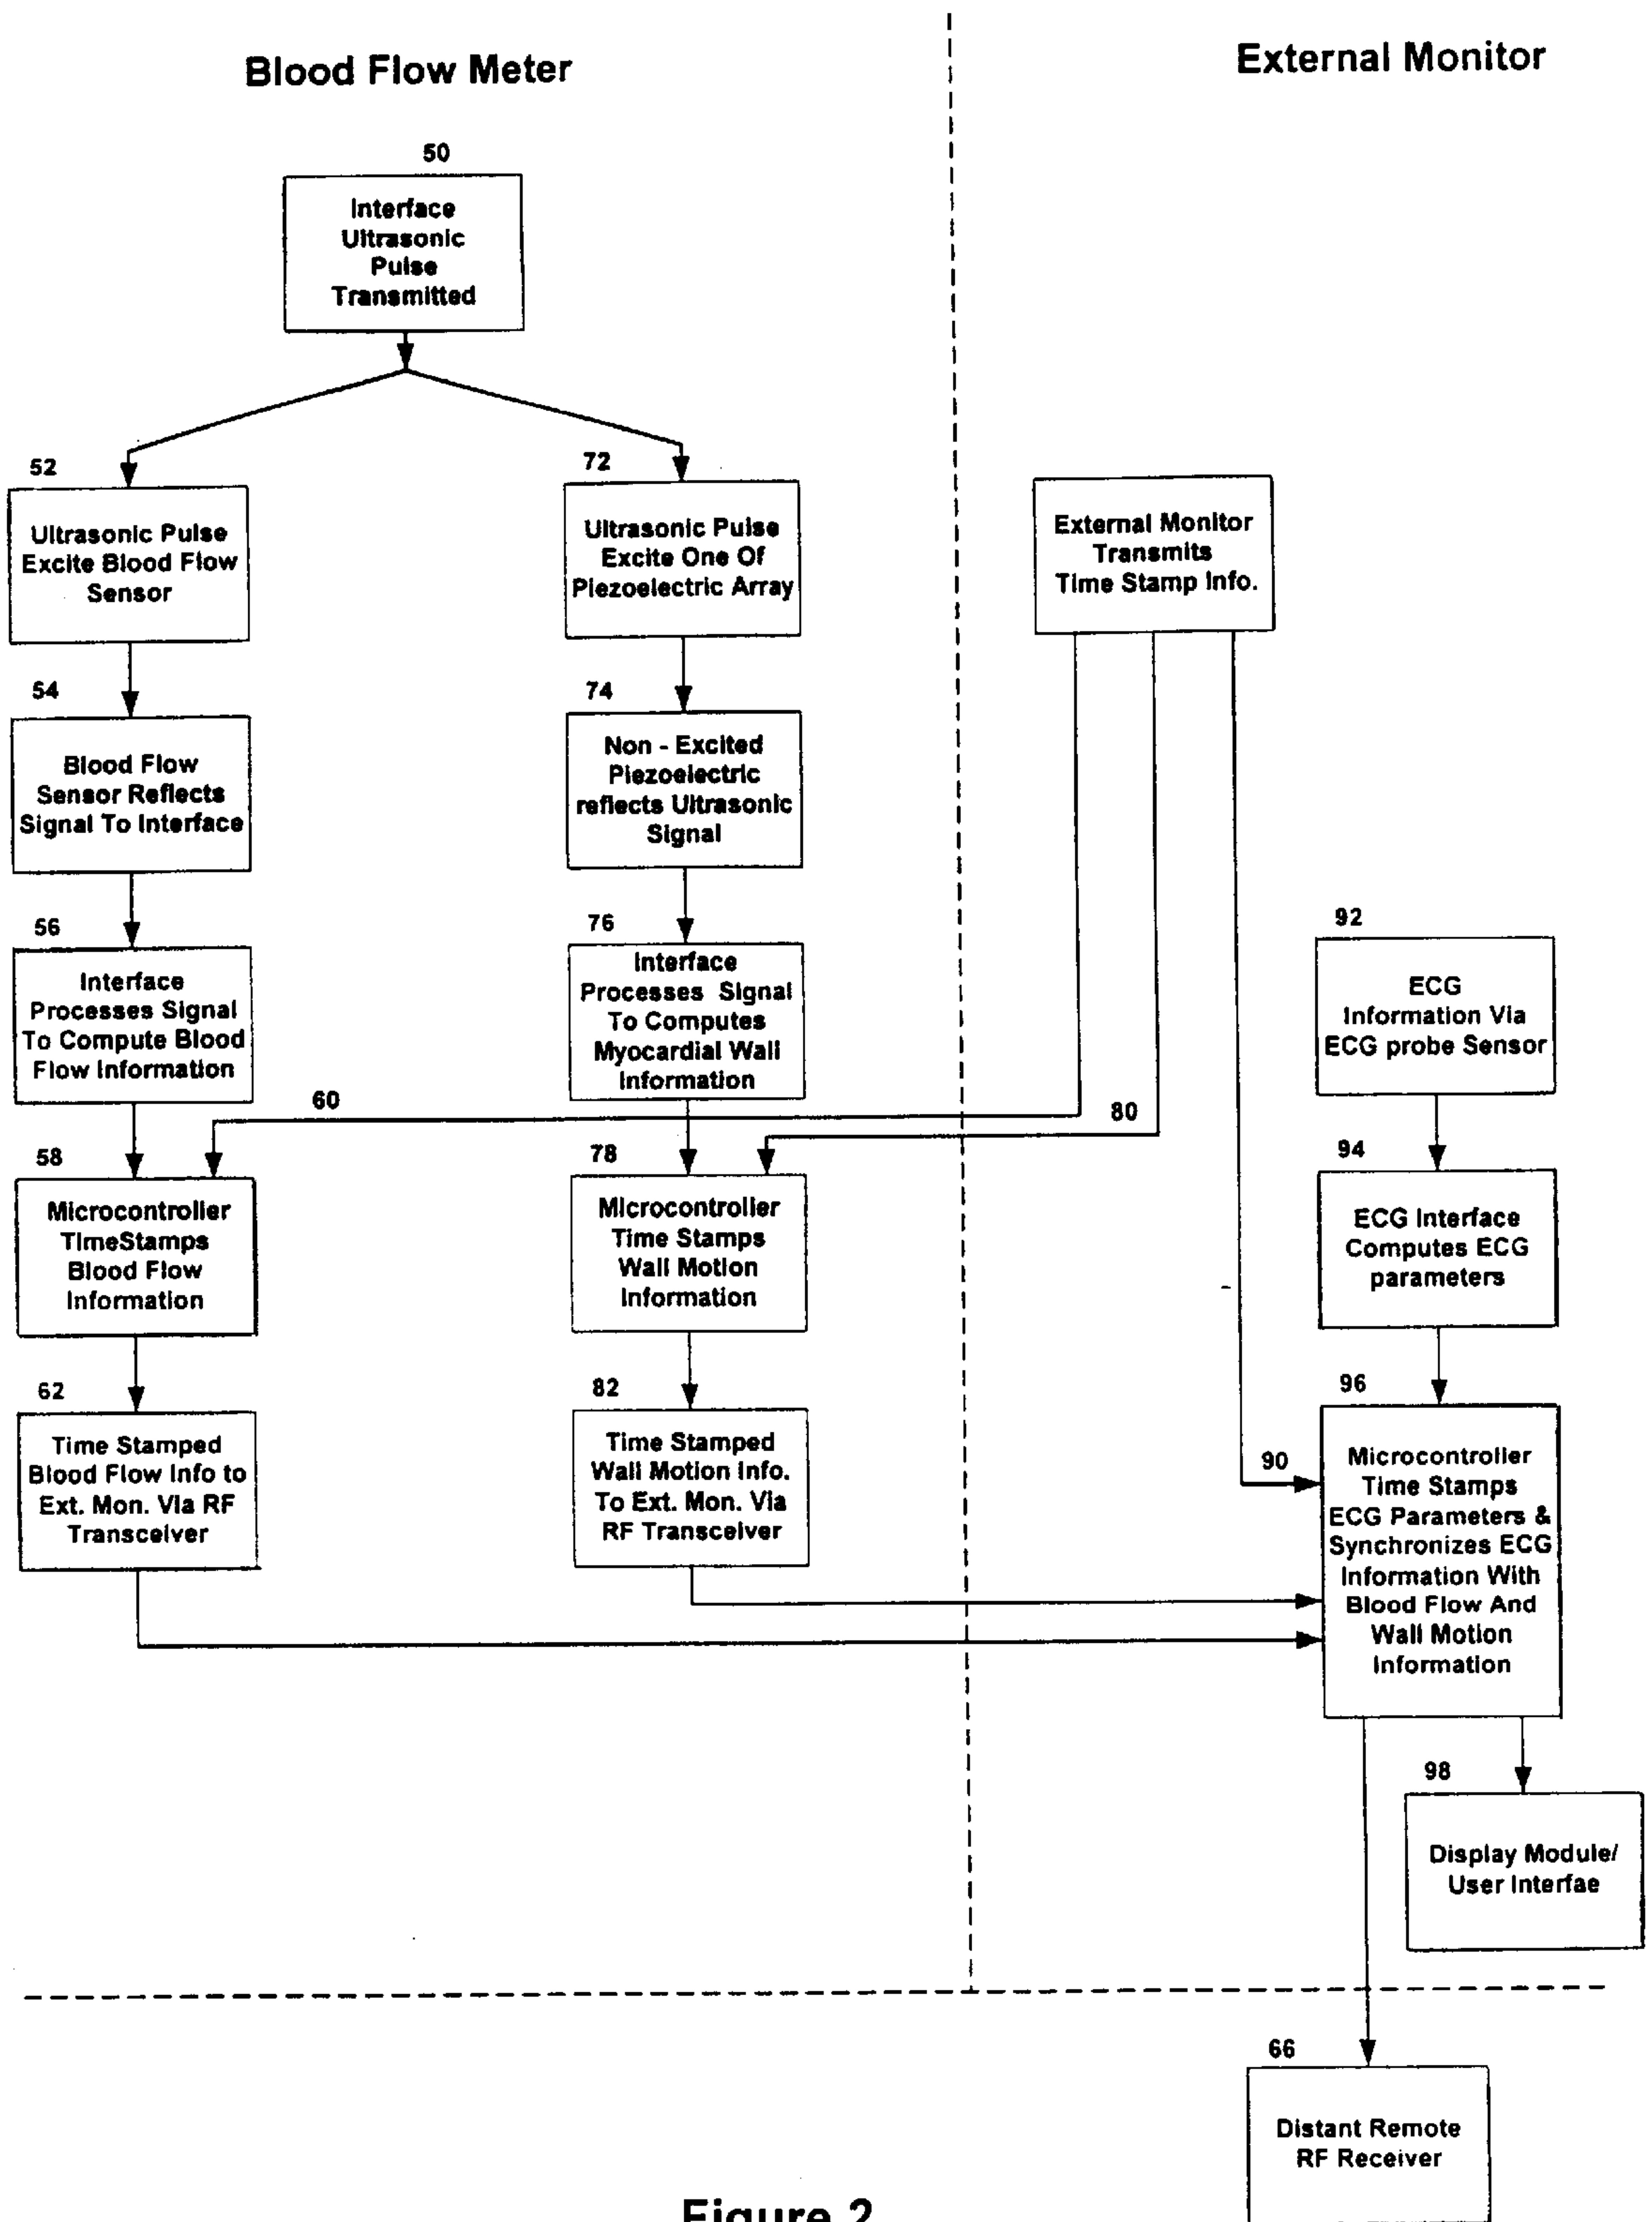 Blood Flow Meter
External Monitor
50
Interface
Ultrasonic
Pulse
Transmitted
52
Ultrasonic Pulse
Excite Blood Flow
Sensor
72
Ultrasonic Pulse
Excite One Of
Piezoelectric Array
External Monitor
Transmits
Time Stamp Info.
54
Blood Flow
Sensor Reflects
Signal To Interface
74
Non - Excited
Piezoelectric
reflects Ultrasonic
Signal
56
Interface
Processes Signal
To Compute Blood
Flow Information
76
Interface
Processes Signal
To Computes
Myocardial Wall
Information
92
ECG
Information Via
ECG probe Sensor
60
80
58
Microcontroller
TimeStamps
Blood Flow
Information
78
Microcontroller
Time Stamps
Wall Motion
Information
94
ECG Interface
Computes ECG
parameters
62
Time Stamped
Blood Flow Info to
Ext. Mon. Via RF
Transceiver
82
Time Stamped
Wall Motion Info.
To Ext. Mon. Via
RF Transceiver
90
96
Microcontroller
Time Stamps
ECG Parameters &
Synchronizes ECG
Information With
Blood Flow And
Wall Motion
Information
98
Display Module/
User Interfae
66
Distant Remote
RF Receiver
Figure 2